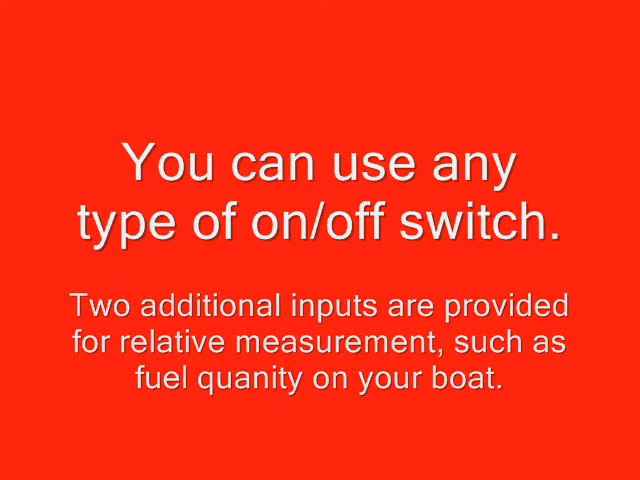 You can use any
type of on/off switch.
Two additional inputs are provided
for relative measurement, such as
fuel quanity on your boat.